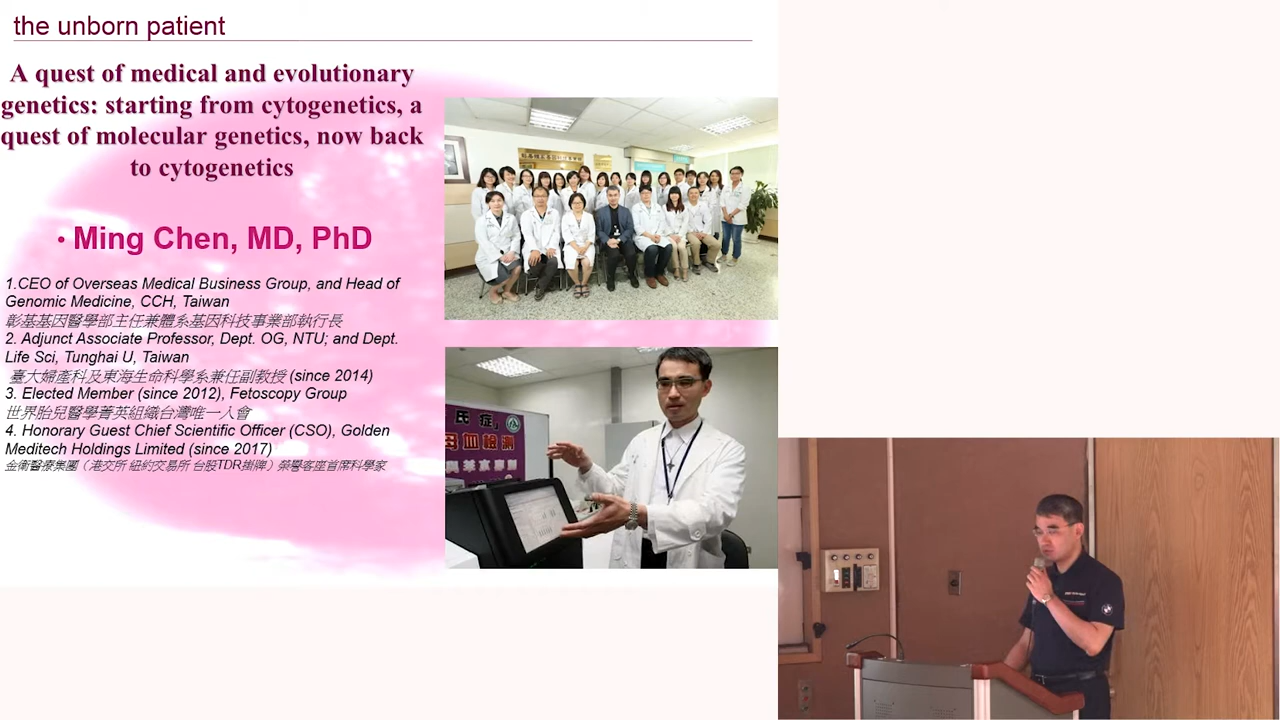 the unborn patient
A quest of medical and evolutionary
genetics: starting from cytogenetics, a
quest of molecular genetics, now back
to cytogenetics
• Ming Chen, MD, PhD
1.CEO of Overseas Medical Business Group, and Head of
Genomic Medicine, CCH, Taiwan
彰基基因醫學部主任兼體系基因科技事業部執行長
2. Adjunct Associate Professor, Dept. OG, NTU; and Dept.
Life Sci, Tunghai U, Taiwan
臺大婦產科及東海生命科學系兼任副教授 (since 2014)
3. Elected Member (since 2012), Fetoscopy Group
世界胎兒醫學菁英組織台灣唯一入會
4. Honorary Guest Chief Scientific Officer (CSO), Golden
Meditech Holdings Limited (since 2017)
金衛醫療集團（港交所 紐約交易所 台股TDR掛牌）榮譽客座首席科學家
氏症,
母血檢測